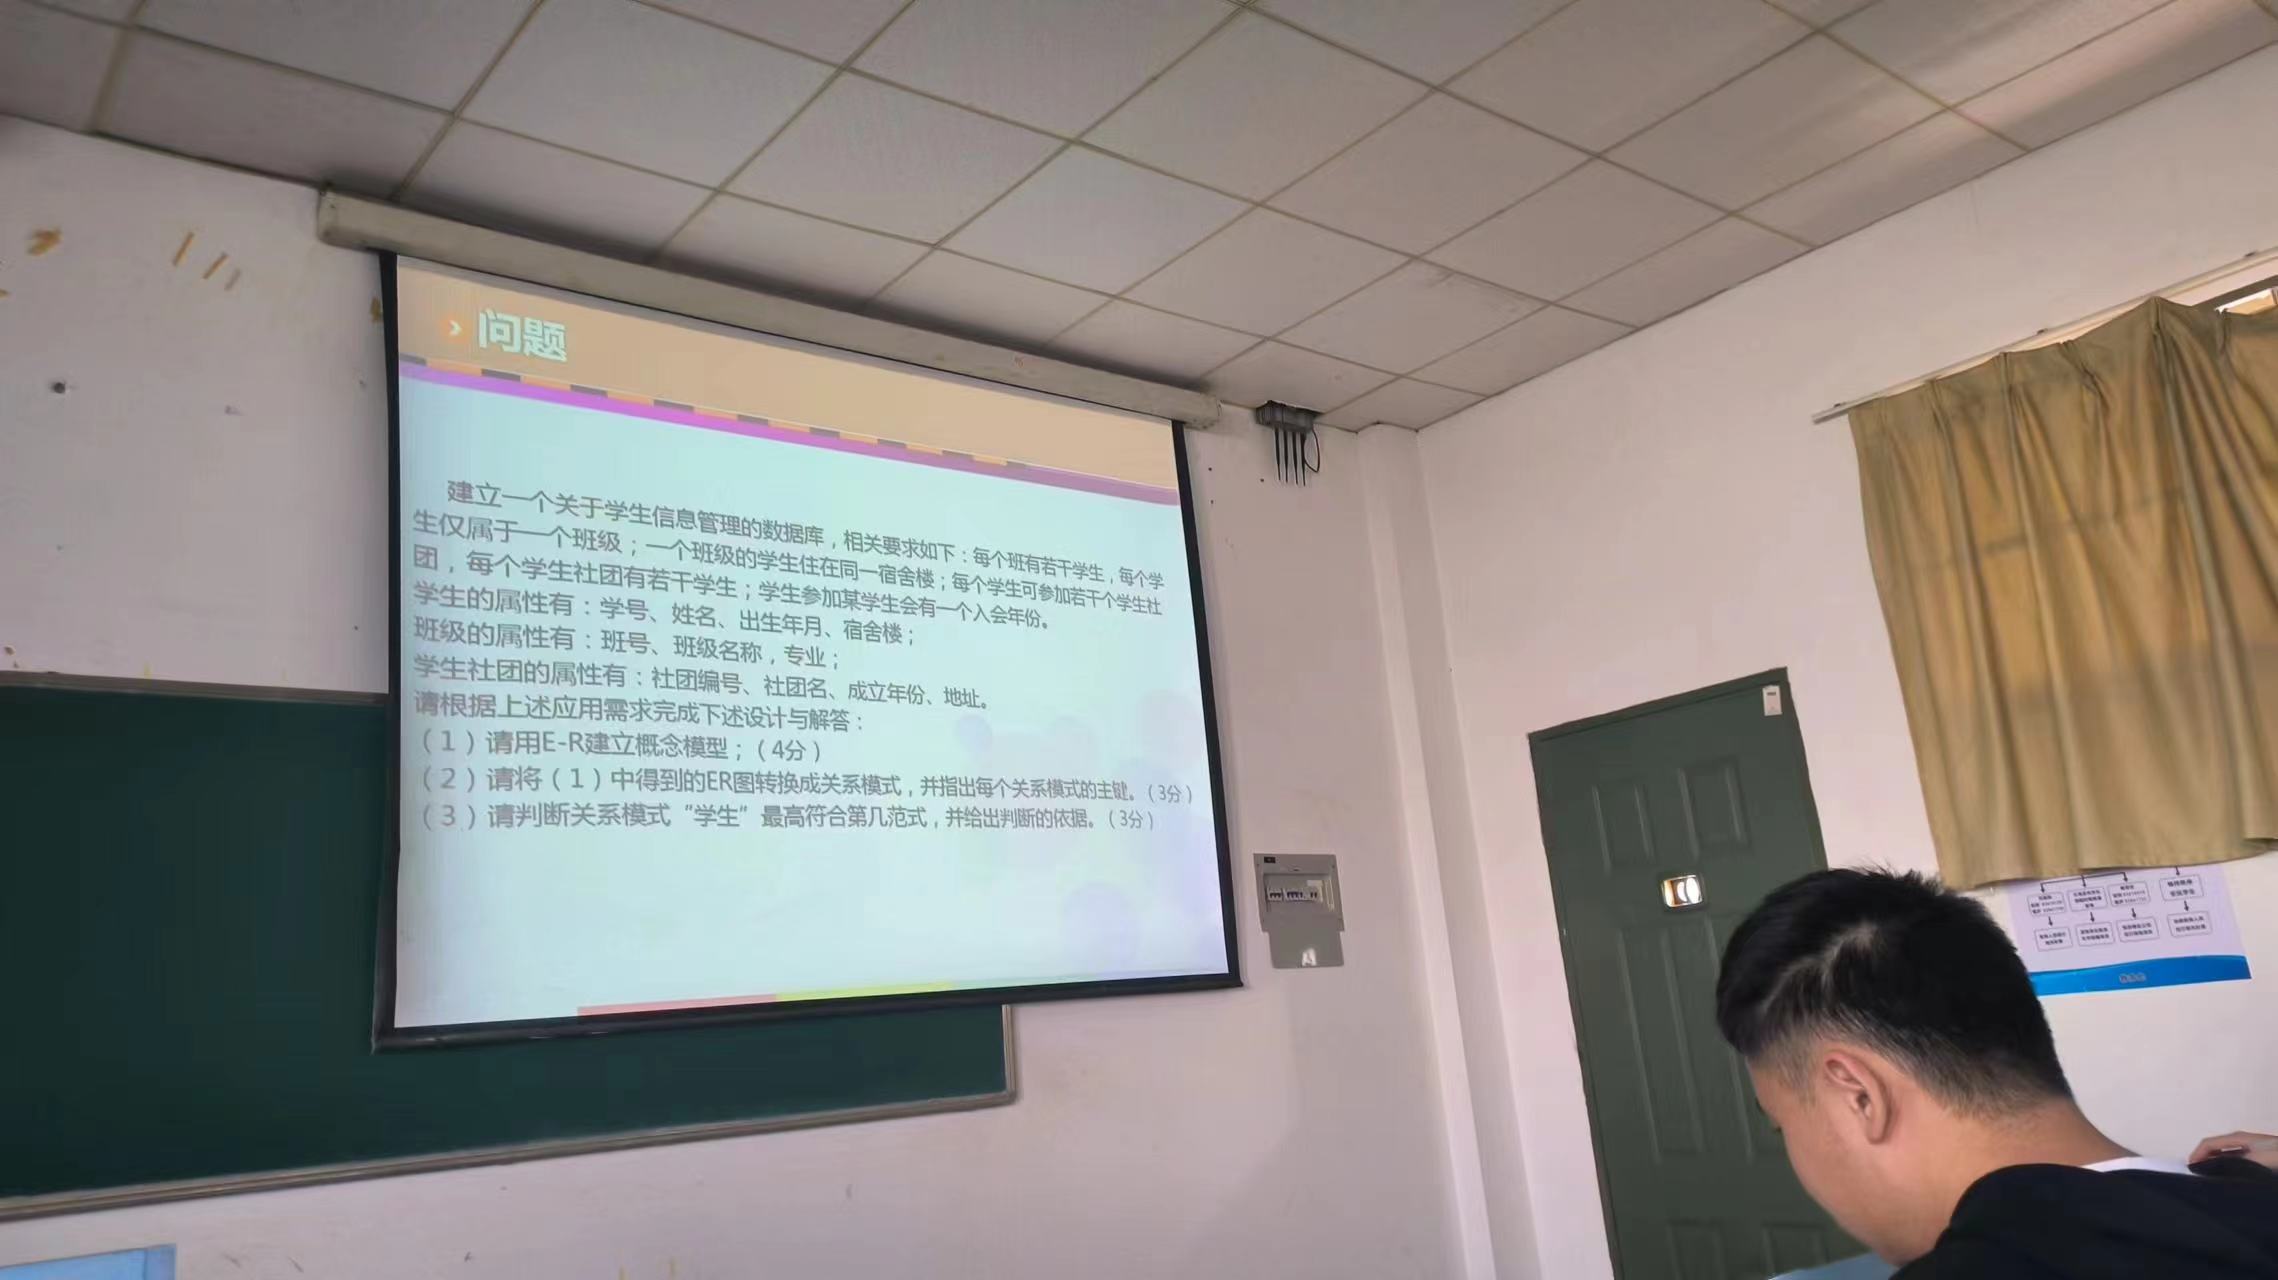 问题
建立一个关于学生信息管理的数据库，相关要求如下：每个班有若干学生，每个学
生仅属于一个班级；一个班级的学生住在同一宿舍楼；每个学生可参加若干个学生社
团，每个学生社团有若干学生；学生参加某学生会有一个入会年份。
学生的属性有：学号、姓名、出生年月、宿舍楼；
班级的属性有：班号、班级名称，专业；
学生社团的属性有：社团编号、社团名、成立年份、地址。
请根据上述应用需求完成下述设计与解答：
（1）请用E-R建立概念模型；（4分）
（2）请将（1）中得到的ER图转换成关系模式，并指出每个关系模式的主键。（3分）
（3）请判断关系模式“学生”最高符合第几范式，并给出判断的依据。（3分）